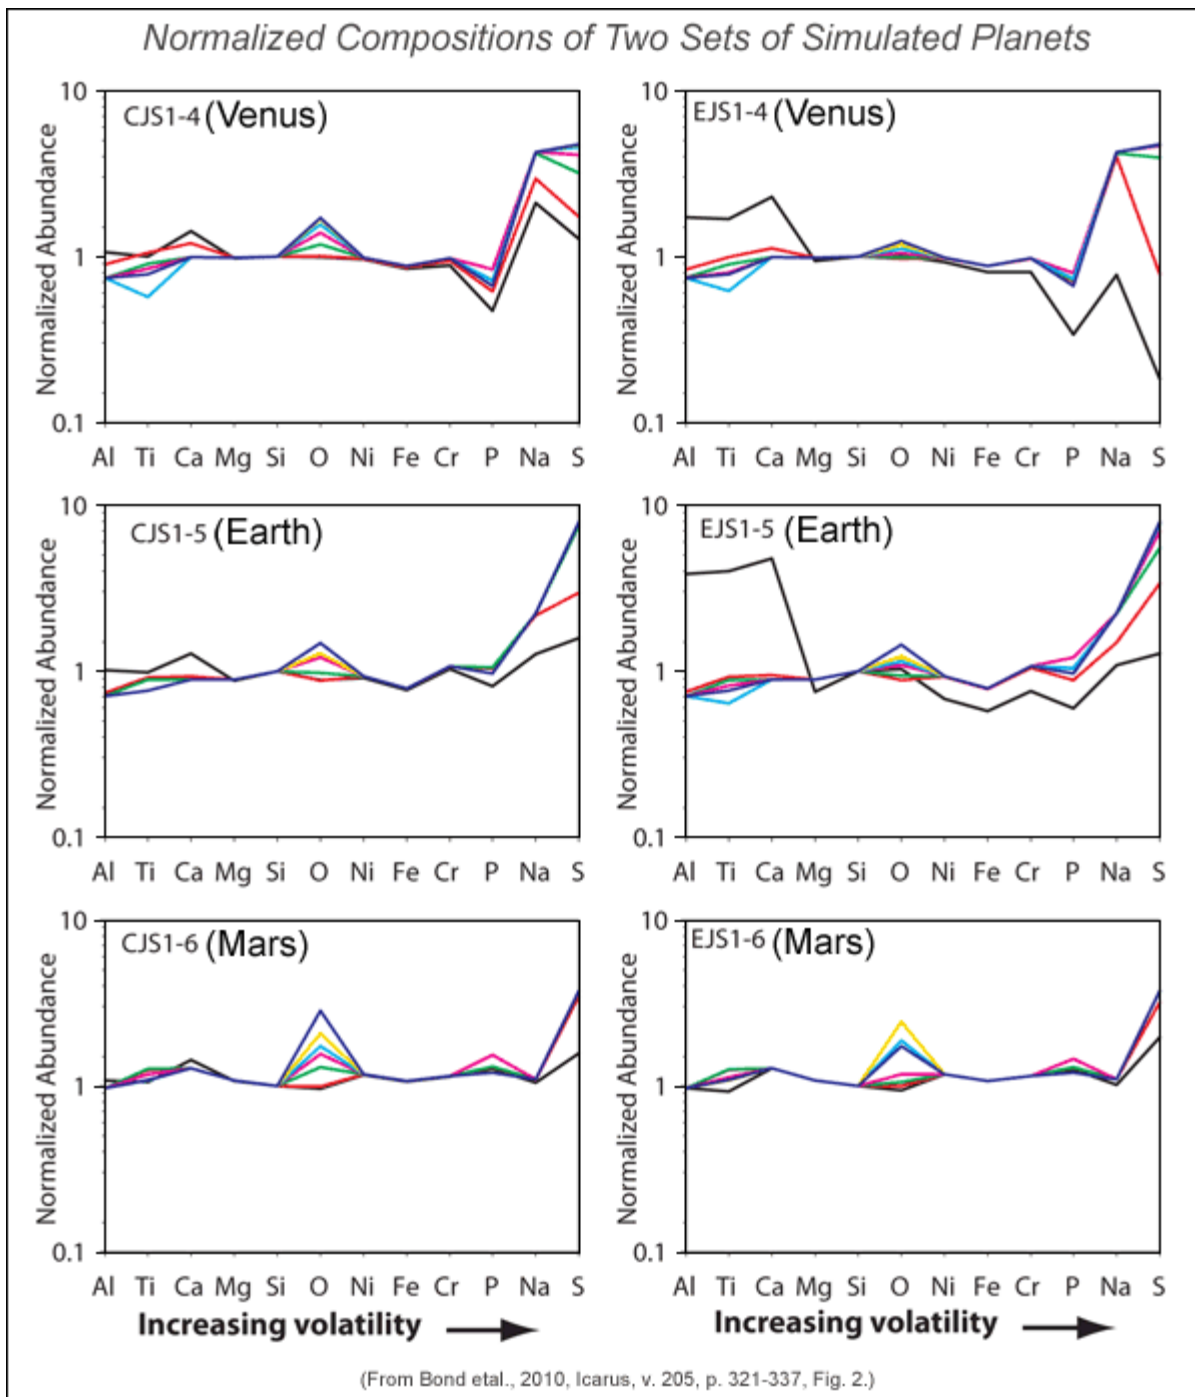 Normalized Compositions of Two Sets of Simulated Planets
10
CJS1-4 (Venus)
Normalized Abundance
1
0.1
Al Ti Ca Mg Si O Ni Fe Cr P Na S
10
EJS1-4 (Venus)
Normalized Abundance
1
0.1
Al Ti Ca Mg Si O Ni Fe Cr P Na S
10
CJS1-5 (Earth)
Normalized Abundance
1
0.1
Al Ti Ca Mg Si O Ni Fe Cr P Na S
10
EJS1-5 (Earth)
Normalized Abundance
1
0.1
Al Ti Ca Mg Si O Ni Fe Cr P Na S
10
CJS1-6 (Mars)
Normalized Abundance
1
0.1
Al Ti Ca Mg Si O Ni Fe Cr P Na S
Increasing volatility
10
EJS1-6 (Mars)
Normalized Abundance
1
0.1
Al Ti Ca Mg Si O Ni Fe Cr P Na S
Increasing volatility
(From Bond etal., 2010, Icarus, v. 205, p. 321-337, Fig. 2.)